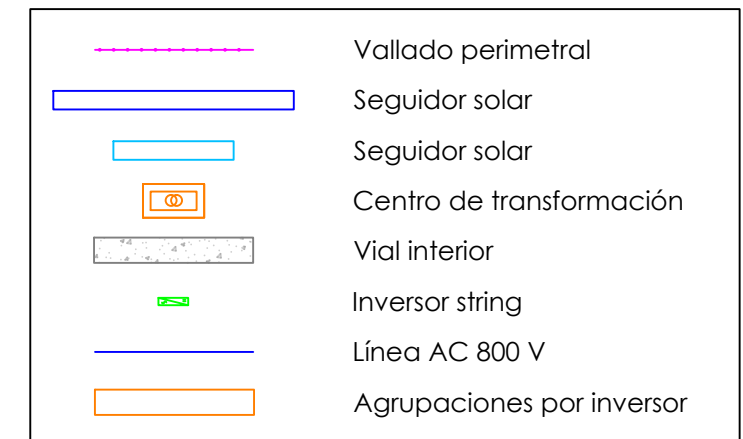 Vallado perimetral
Seguidor solar
Seguidor solar
Centro de transformación
Vial interior
Inversor string
Línea AC 800 V
Agrupaciones por inversor